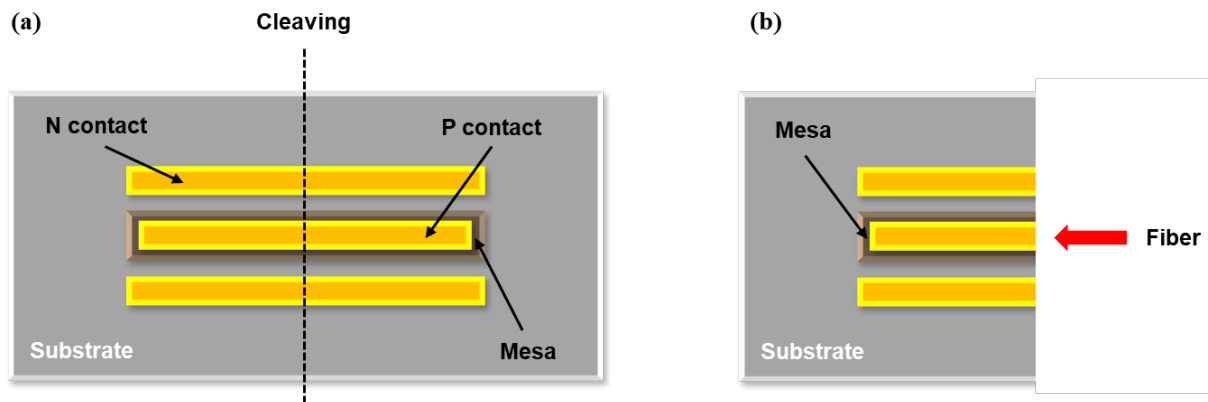 (a)
Cleaving
N contact
P contact
Substrate
Mesa
(b)
Mesa
Fiber
Substrate